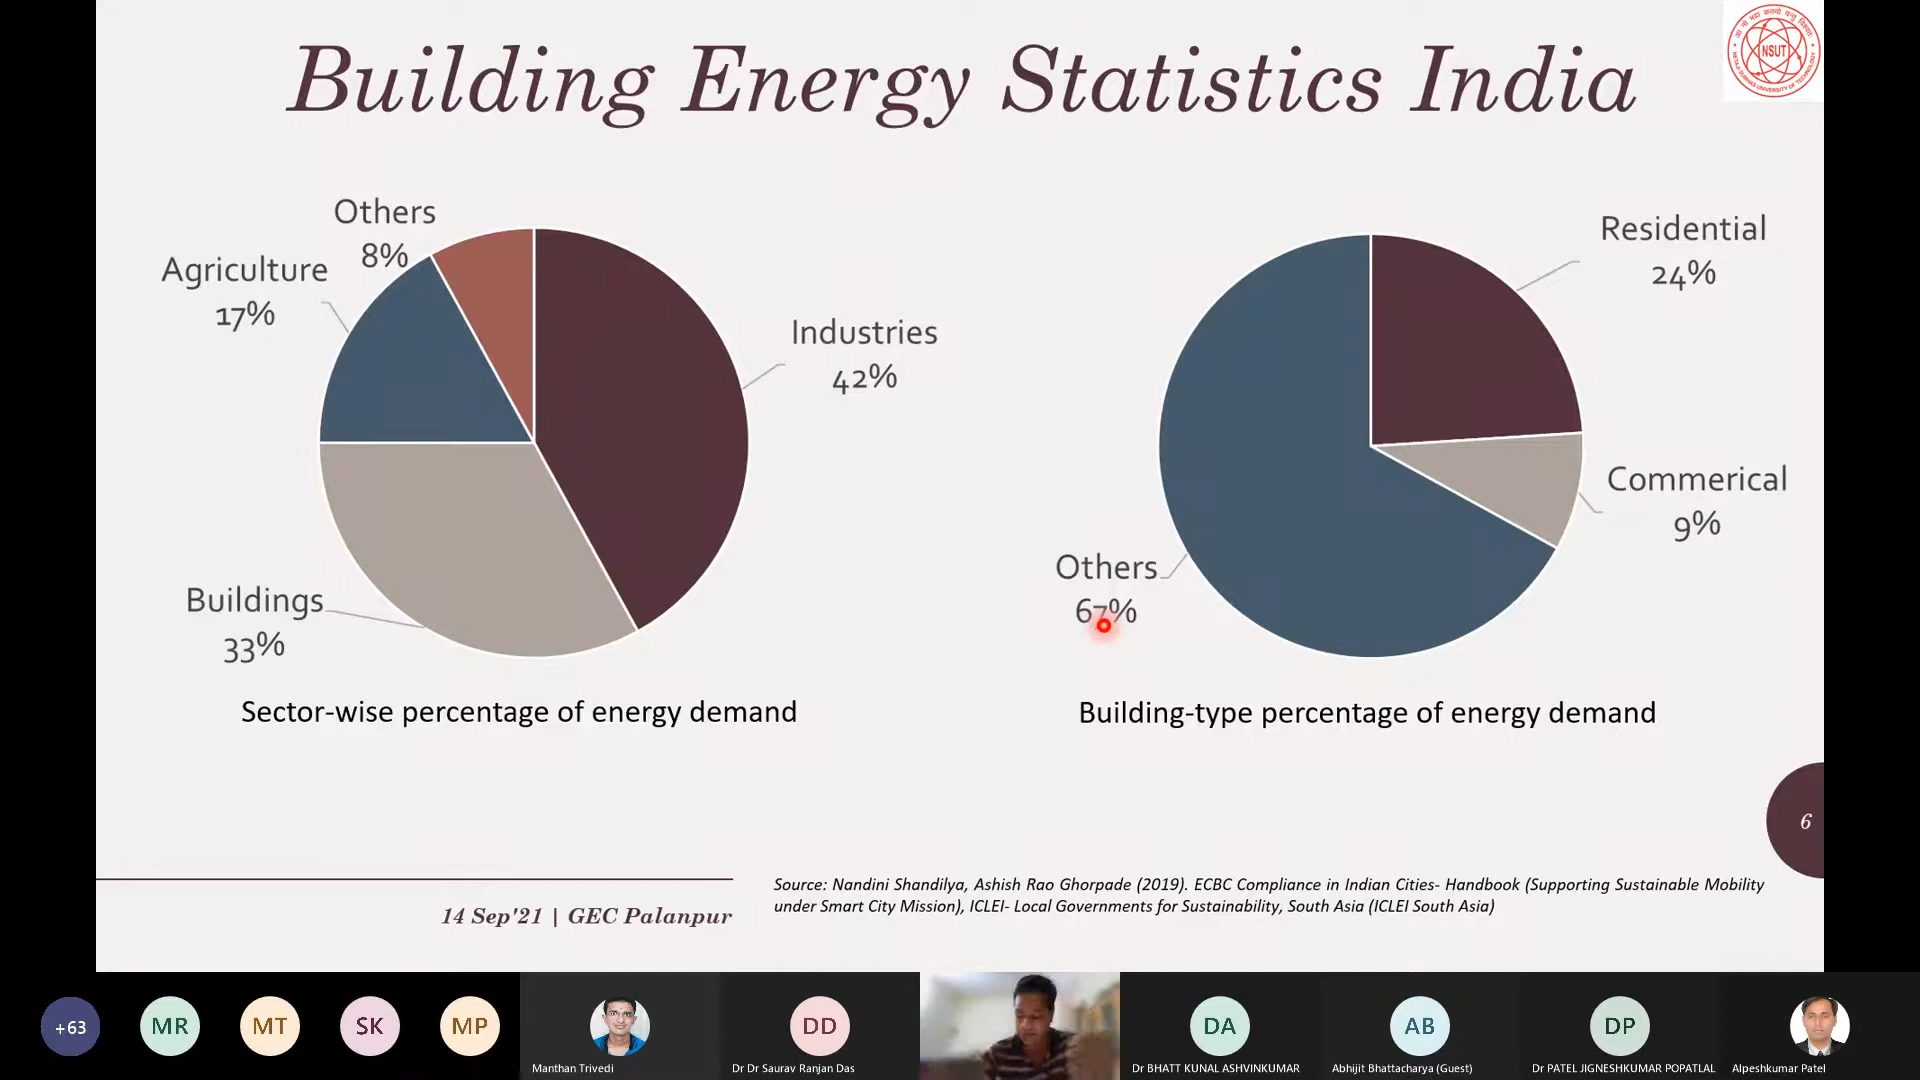 Building Energy Statistics India
NSUT
Others
8%
Agriculture
17%
Industries
42%
Buildings
33%
Sector-wise percentage of energy demand
Residential
24%
Commerical
9%
Others
67%
Building-type percentage of energy demand
6
14 Sep'21 | GEC Palanpur
Source: Nandini Shandilya, Ashish Rao Ghorpade (2019). ECBC Compliance in Indian Cities- Handbook (Supporting Sustainable Mobility
under Smart City Mission), ICLEI- Local Governments for Sustainability, South Asia (ICLEI South Asia)
+63
MR
MT
SK
MP
Manthan Trivedi
DD
Dr Dr Saurav Ranjan Das
DA
Dr BHATT KUNAL ASHVINKUMAR
AB
Abhijit Bhattacharya (Guest)
DP
Dr PATEL JIGNESHKUMAR POPATLAL
Alpeshkumar Patel